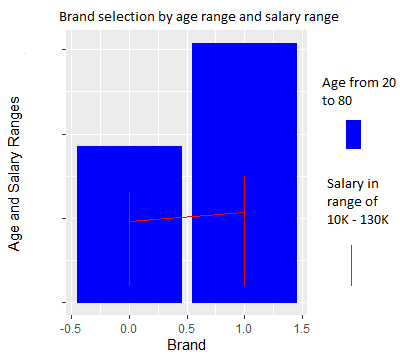 Brand selection by age range and salary range
Age and Salary Ranges
Age from 20
to 80
Salary in
range of
10K - 130K
-0.5 0.0 0.5 1.0 1.5
Brand